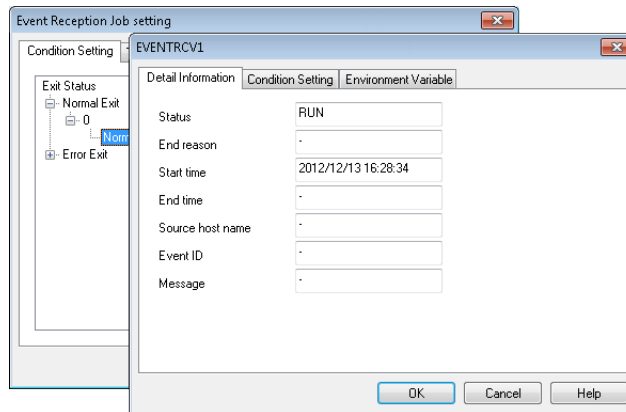 Event Reception Job setting
Condition Setting
Exit Status
Normal Exit
0
Error Exit
EVENTRCV1
Detail Information
Condition Setting
Environment Variable
Status
RUN
End reason
-
Start time
2012/12/13 16:28:34
End time
-
Source host name
-
Event ID
-
Message
-
OK
Cancel
Help